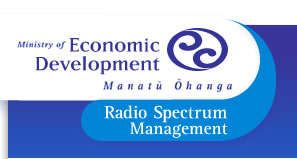 Ministry of Economic
Development
Manatū Ōhanga
Radio Spectrum
Management